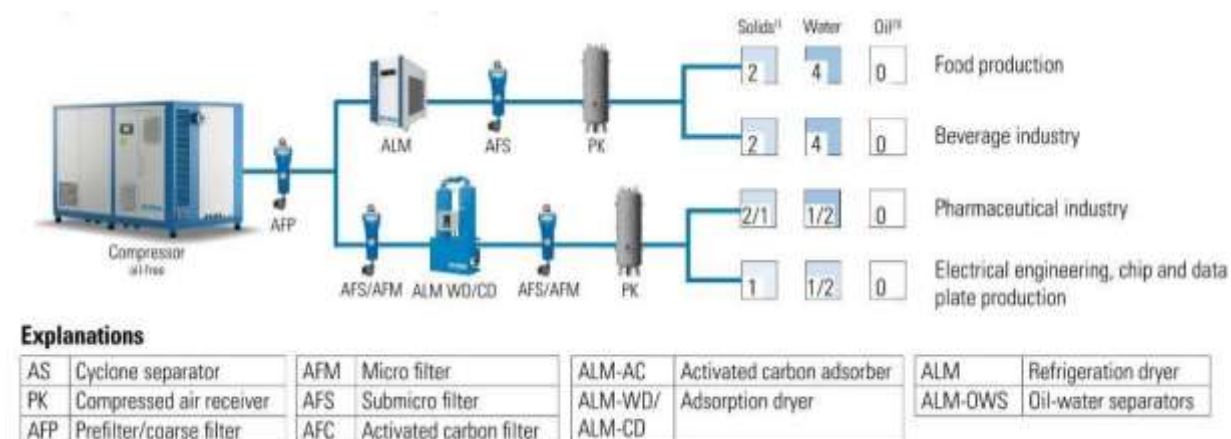 Solids¹⁾ Water Oil¹⁾
2 4 0 Food production
ALM AFS PK
2 4 0 Beverage industry
AFP
2/1 1/2 0 Pharmaceutical industry
Compressor
oil-free
AFS/AFM ALM WD/CD AFS/AFM PK
1 1/2 0 Electrical engineering, chip and data
plate production
Explanations
AS Cyclone separator AFM Micro filter ALM-AC Activated carbon adsorber ALM Refrigeration dryer
PK Compressed air receiver AFS Submicro filter ALM-WD/ Adsorption dryer ALM-OWS Oil-water separators
AFP Prefilter/coarse filter AFC Activated carbon filter ALM-CD